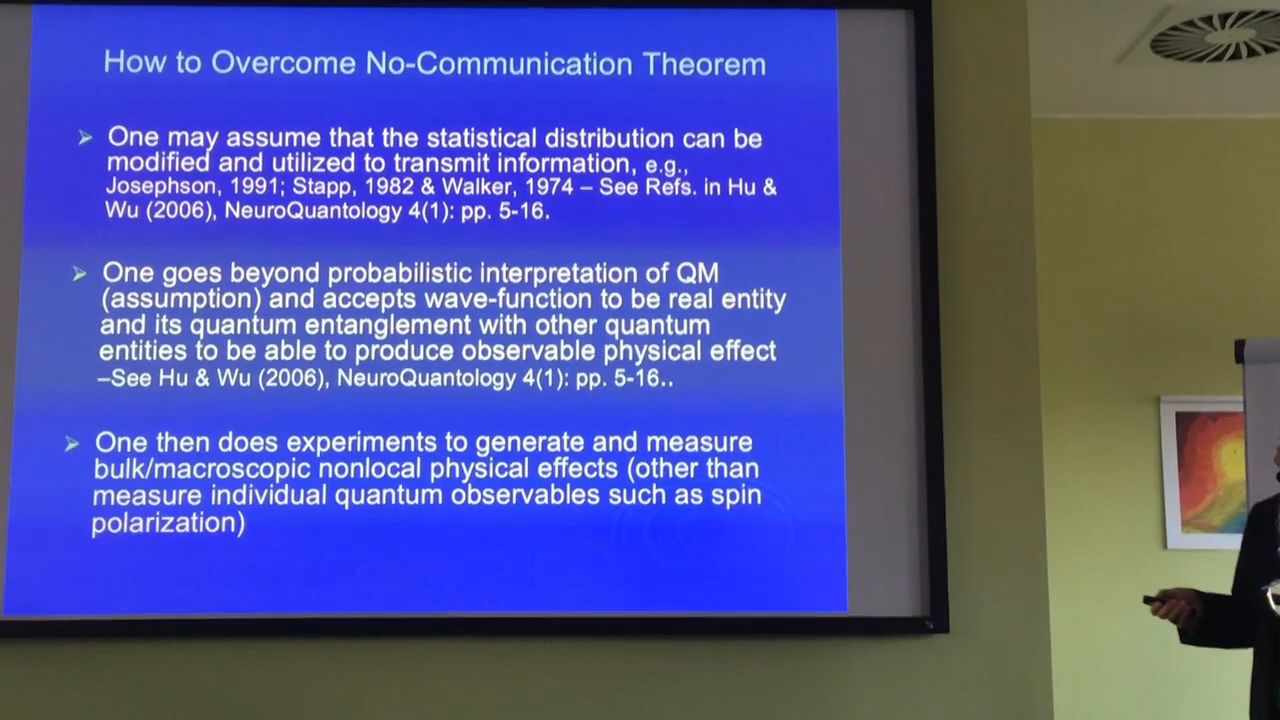 How to Overcome No-Communication Theorem
➢ One may assume that the statistical distribution can be
modified and utilized to transmit information, e.g.,
Josephson, 1991; Stapp, 1982 & Walker, 1974 – See Refs. in Hu &
Wu (2006), NeuroQuantology 4(1): pp. 5-16.
➢ One goes beyond probabilistic interpretation of QM
(assumption) and accepts wave-function to be real entity
and its quantum entanglement with other quantum
entities to be able to produce observable physical effect
–See Hu & Wu (2006), NeuroQuantology 4(1): pp. 5-16..
➢ One then does experiments to generate and measure
bulk/macroscopic nonlocal physical effects (other than
measure individual quantum observables such as spin
polarization)